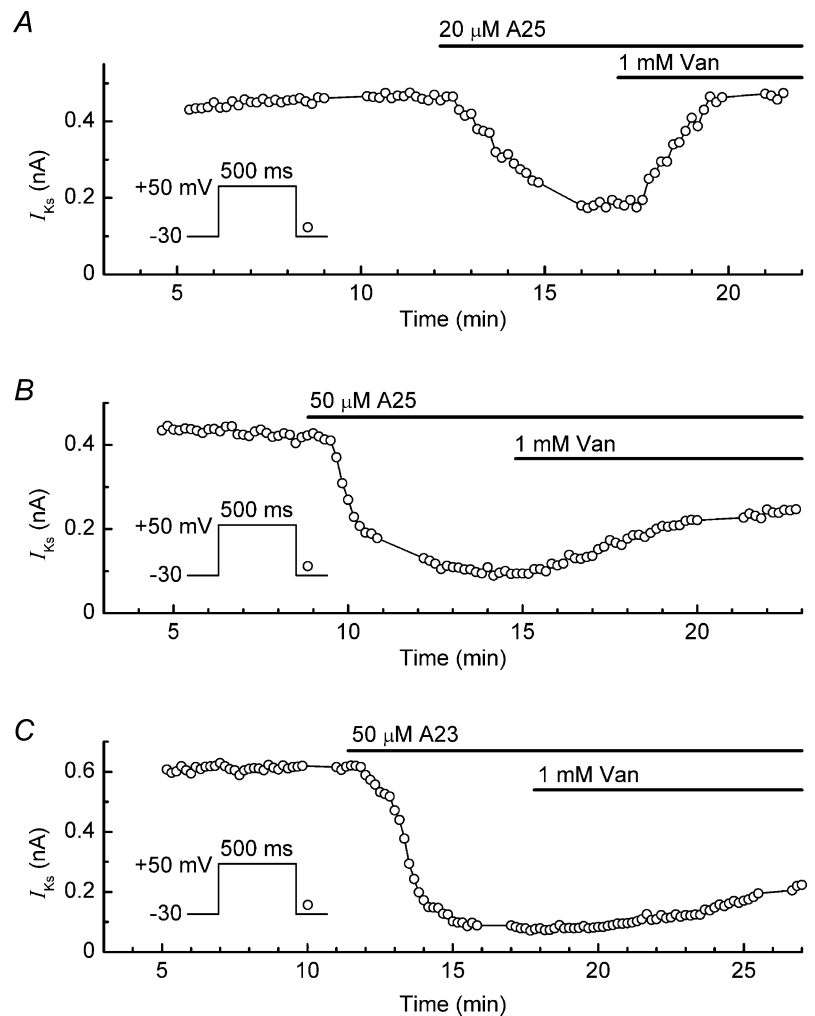 A
20 μM A25
1 mM Van
0.4
0.2
0
I_Ks (nA)
500 ms
+50 mV
-30
5 10 15 20
Time (min)
B
50 μM A25
1 mM Van
0.4
0.2
0
I_Ks (nA)
500 ms
+50 mV
-30
5 10 15 20
Time (min)
C
50 μM A23
1 mM Van
0.6
0.4
0.2
0
I_Ks (nA)
500 ms
+50 mV
-30
5 10 15 20 25
Time (min)